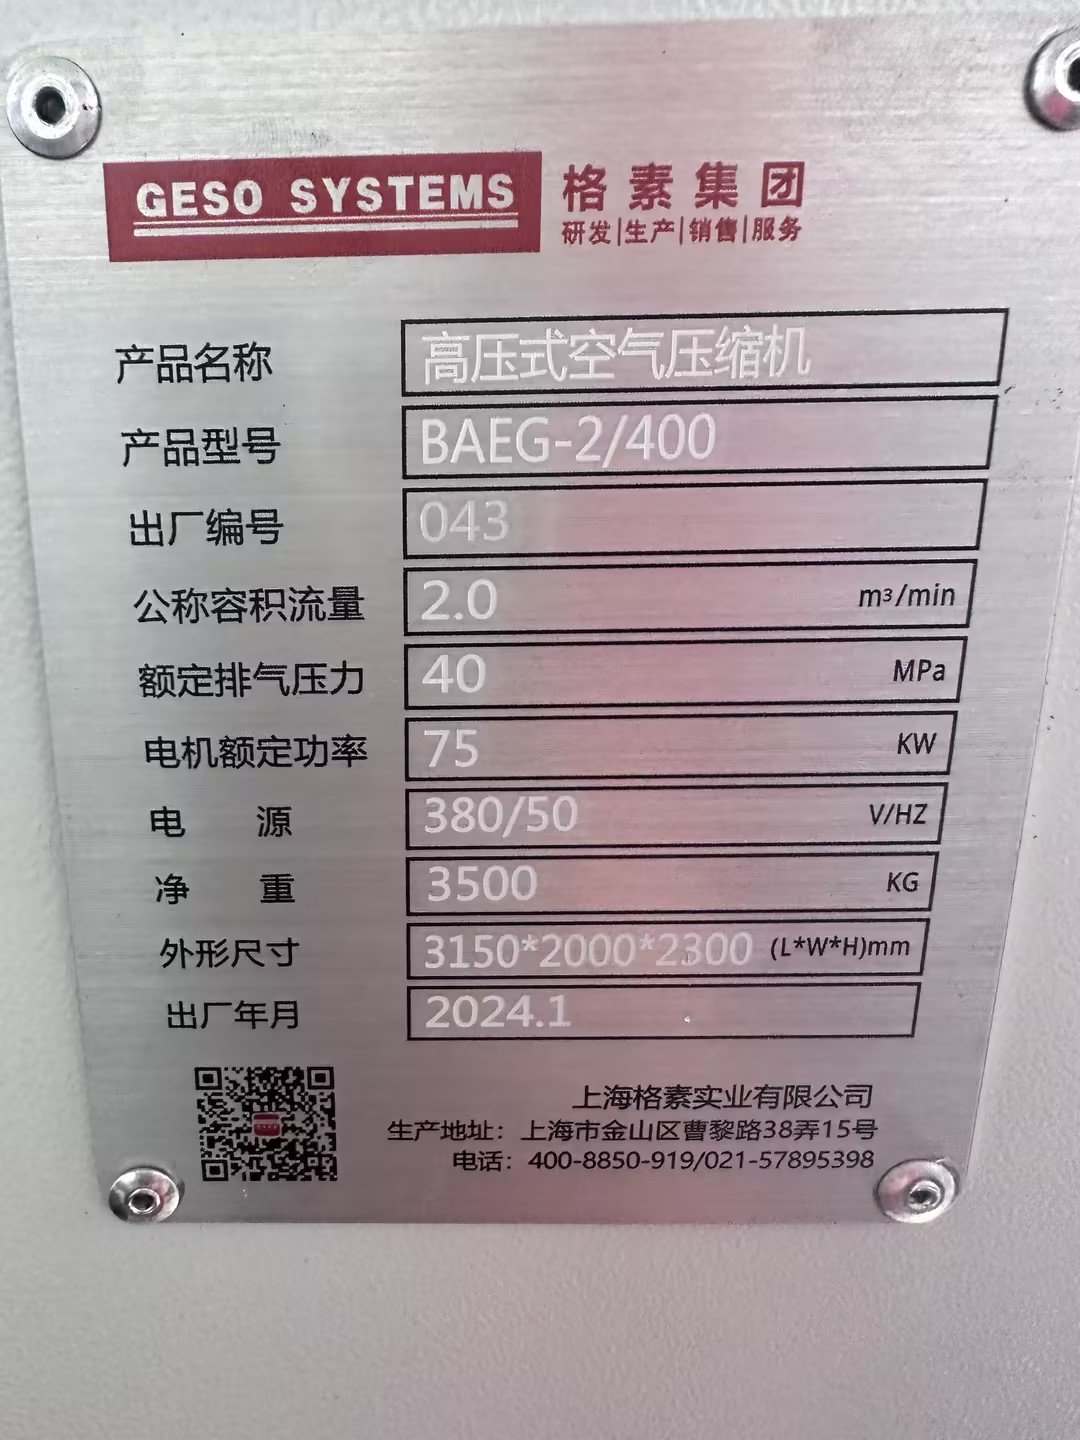 GESO SYSTEMS 格素集团
研发|生产|销售|服务
产品名称 高压式空气压缩机
产品型号 BAEG-2/400
出厂编号 043
公称容积流量 2.0 m³/min
额定排气压力 40 MPa
电机额定功率 75 KW
电源 380/50 V/HZ
净重 3500 KG
外形尺寸 3150*2000*2300 (L*W*H)mm
出厂年月 2024.1
上海格素实业有限公司
生产地址：上海市金山区曹黎路38弄15号
电话：400-8850-919/021-57895398